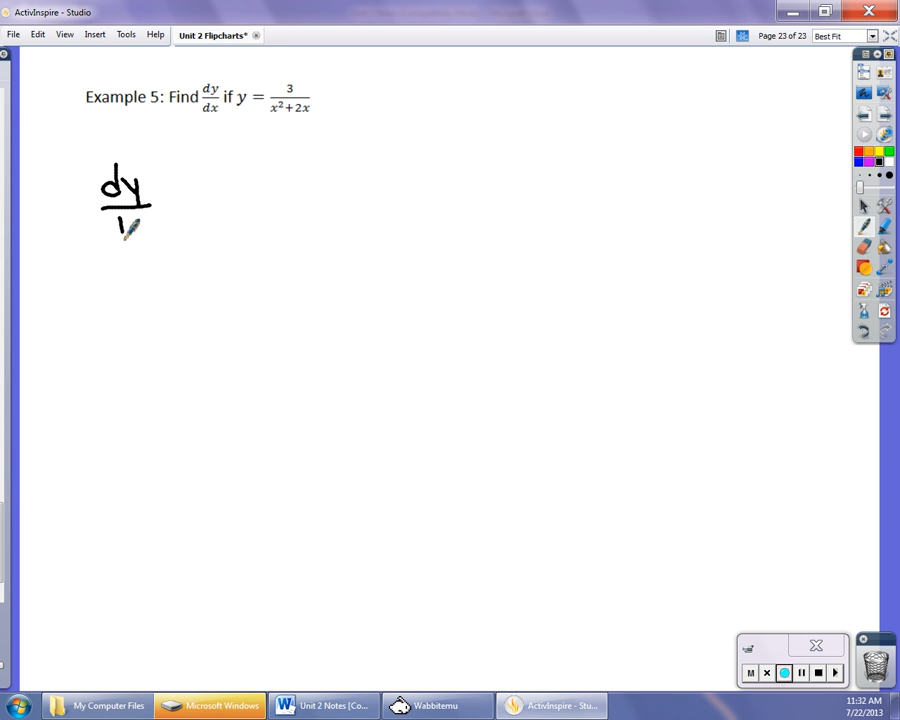 ActivInspire - Studio
File Edit View Insert Tools Help Unit 2 Flipcharts* Page 23 of 23 Best Fit
Example 5: Find dy/dx if y = 3/(x²+2x)
dy
M
My Computer Files Microsoft Windows Unit 2 Notes [Co... Wabbitemu ActivInspire - Stu... 11:32 AM
7/22/2013